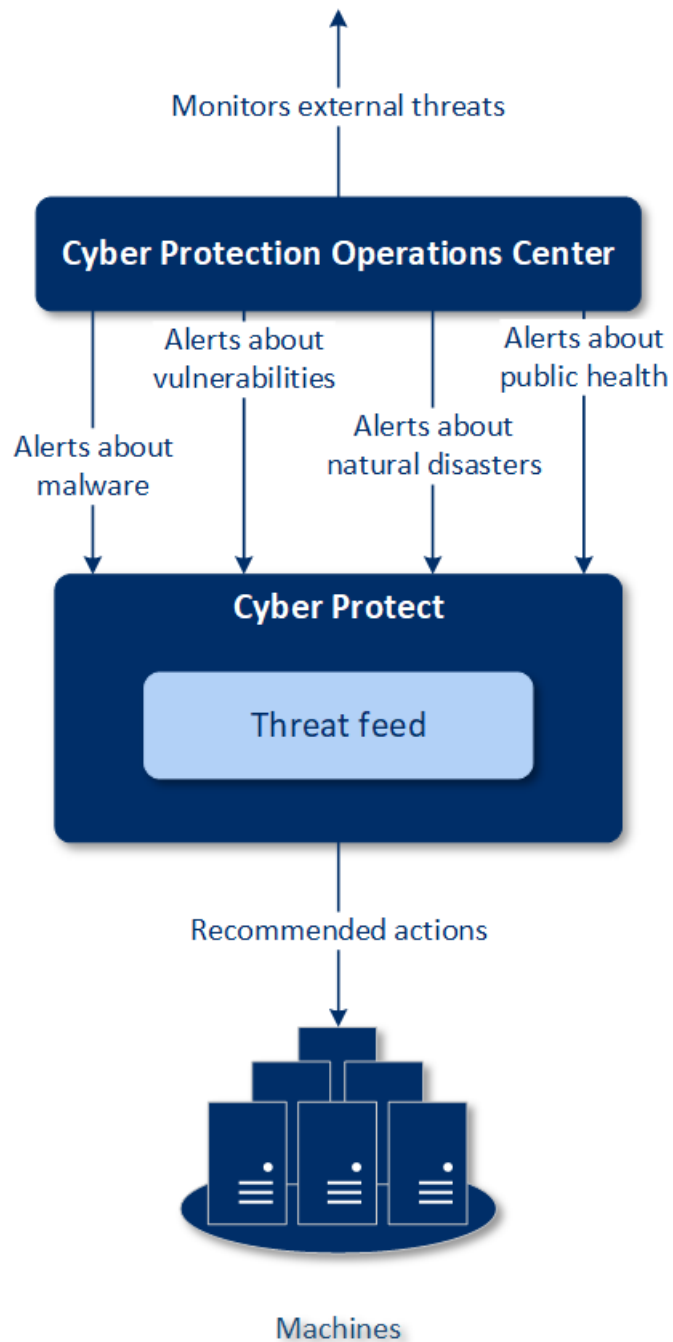 Monitors external threats
Cyber Protection Operations Center
Alerts about
vulnerabilities
Alerts about
public health
Alerts about
malware
Alerts about
natural disasters
Cyber Protect
Threat feed
Recommended actions
Machines